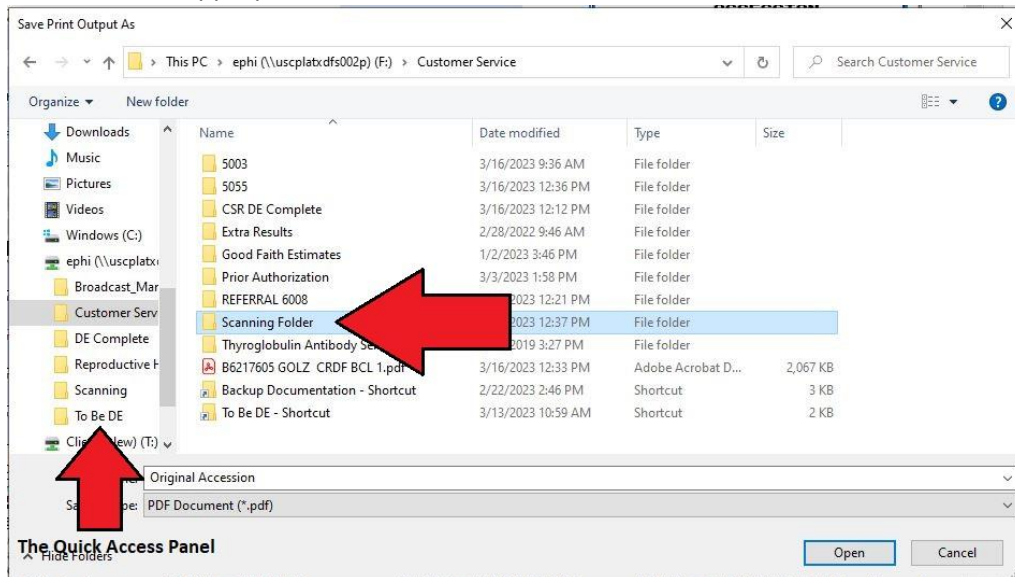 Save Print Output As
This PC > ephi (\\uscplatxdfs002p) (F:) > Customer Service
Search Customer Service
Organize New folder
Name Date modified Type Size
Downloads
Music
Pictures
Videos
Windows (C:)
ephi (\\uscplatx
Broadcast_Mar
Customer Serv
DE Complete
Reproductive H
Scanning
To Be DE
(T:)
5003 3/16/2023 9:36 AM File folder
5055 3/16/2023 12:36 PM File folder
CSR DE Complete 3/16/2023 12:12 PM File folder
Extra Results 2/28/2022 9:46 AM File folder
Good Faith Estimates 1/2/2023 3:46 PM File folder
Prior Authorization 3/3/2023 1:58 PM File folder
REFERRAL 6008 2023 12:21 PM File folder
Scanning Folder 2023 12:37 PM File folder
Thyroglobulin Antibody 2019 3:27 PM File folder
B6217605 GOLZ CRDF BCL 1.pdf 3/16/2023 12:33 PM Adobe Acrobat D... 2,067 KB
Backup Documentation - Shortcut 2/22/2023 2:46 PM Shortcut 3 KB
To Be DE - Shortcut 3/13/2023 10:59 AM Shortcut 2 KB
Original Accession
PDF Document (*.pdf)
The Quick Access Panel
Hide Folders
Open Cancel